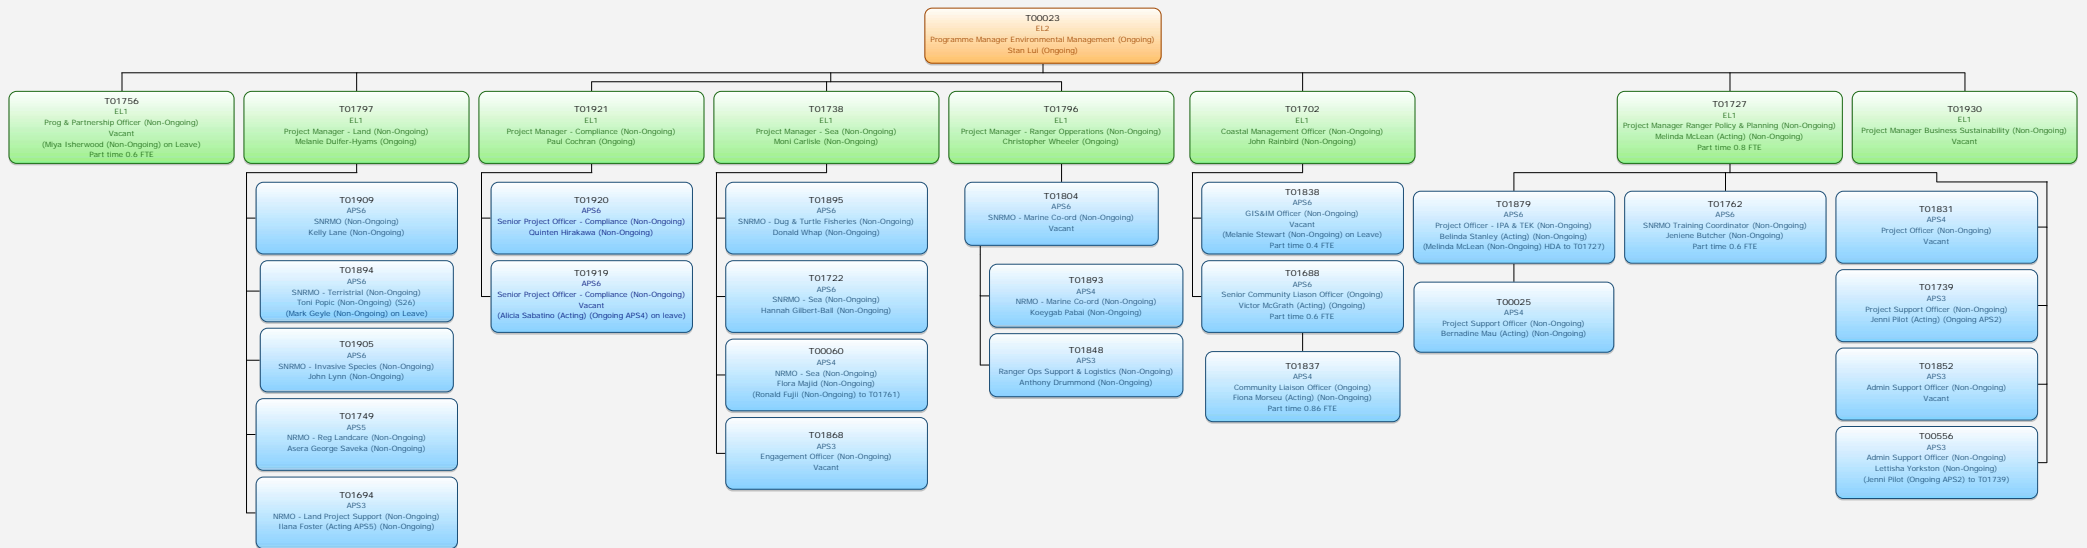 T00023
EL2
Programme Manager Environmental Management (Ongoing)
Stan Lui (Ongoing)
T01756
EL1
Prog & Partnership Officer (Non-Ongoing)
Vacant
(Miya Isherwood (Non-Ongoing) on Leave)
Part time 0.6 FTE
T01797
EL1
Project Manager - Land (Non-Ongoing)
Melanie Dulfer-Hyams (Ongoing)
T01921
EL1
Project Manager - Compliance (Non-Ongoing)
Paul Cochran (Ongoing)
T01738
EL1
Project Manager - Sea (Non-Ongoing)
Moni Carlisle (Non-Ongoing)
T01796
EL1
Project Manager - Ranger Opperations (Non-Ongoing)
Christopher Wheeler (Ongoing)
T01702
EL1
Coastal Management Officer (Non-Ongoing)
John Rainbird (Non-Ongoing)
T01727
EL1
Project Manager Ranger Policy & Planning (Non-Ongoing)
Melinda McLean (Acting) (Non-Ongoing)
Part time 0.8 FTE
T01930
EL1
Project Manager Business Sustainability (Non-Ongoing)
Vacant
T01909
APS6
SNRMO (Non-Ongoing)
Kelly Lane (Non-Ongoing)
T01894
APS6
SNRMO - Terristrial (Non-Ongoing)
Toni Popic (Non-Ongoing) (S26)
(Mark Geyle (Non-Ongoing) on Leave)
T01905
APS6
SNRMO - Invasive Species (Non-Ongoing)
John Lynn (Non-Ongoing)
T01749
APS5
NRMO - Reg Landcare (Non-Ongoing)
Asera George Saveka (Non-Ongoing)
T01694
APS3
NRMO - Land Project Support (Non-Ongoing)
Ilana Foster (Acting APS5) (Non-Ongoing)
T01920
APS6
Senior Project Officer - Compliance (Non-Ongoing)
Quinten Hirakawa (Non-Ongoing)
T01919
APS6
Senior Project Officer - Compliance (Non-Ongoing)
Vacant
(Alicia Sabatino (Acting) (Ongoing APS4) on leave)
T01895
APS6
SNRMO - Dug & Turtle Fisheries (Non-Ongoing)
Donald Whap (Non-Ongoing)
T01722
APS6
SNRMO - Sea (Non-Ongoing)
Hannah Gilbert-Ball (Non-Ongoing)
T00060
APS4
NRMO - Sea (Non-Ongoing)
Flora Majid (Non-Ongoing)
(Ronald Fujii (Non-Ongoing) to T01761)
T01868
APS3
Engagement Officer (Non-Ongoing)
Vacant
T01804
APS6
SNRMO - Marine Co-ord (Non-Ongoing)
Vacant
T01893
APS4
NRMO - Marine Co-ord (Non-Ongoing)
Koeygab Pabai (Non-Ongoing)
T01848
APS3
Ranger Ops Support & Logistics (Non-Ongoing)
Anthony Drummond (Non-Ongoing)
T01838
APS6
GIS&IM Officer (Non-Ongoing)
Vacant
(Melanie Stewart (Non-Ongoing) on Leave)
Part time 0.4 FTE
T01688
APS6
Senior Community Liason Officer (Ongoing)
Victor McGrath (Acting) (Ongoing)
Part time 0.6 FTE
T01837
APS4
Community Liaison Officer (Ongoing)
Fiona Morseu (Acting) (Non-Ongoing)
Part time 0.86 FTE
T01879
APS6
Project Officer - IPA & TEK (Non-Ongoing)
Belinda Stanley (Acting) (Non-Ongoing)
(Melinda McLean (Non-Ongoing) HDA to T01727)
T00025
APS4
Project Support Officer (Non-Ongoing)
Bernadine Mau (Acting) (Non-Ongoing)
T01762
APS6
SNRMO Training Coordinator (Non-Ongoing)
Jeniene Butcher (Non-Ongoing)
Part time 0.6 FTE
T01831
APS4
Project Officer (Non-Ongoing)
Vacant
T01739
APS3
Project Support Officer (Non-Ongoing)
Jenni Pilot (Acting) (Ongoing APS2)
T01852
APS3
Admin Support Officer (Non-Ongoing)
Vacant
T00556
APS3
Admin Support Officer (Non-Ongoing)
Lettisha Yorkston (Non-Ongoing)
(Jenni Pilot (Ongoing APS2) to T01739)